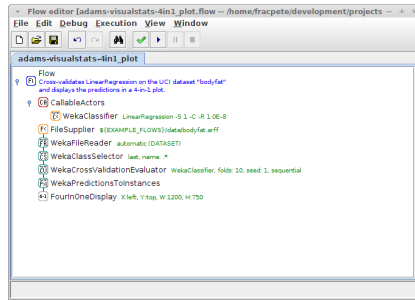 Flow editor [adams-visualstats-4in1_plot.flow -- /home/fracpete/development/projects
File Edit Debug Execution View Window
adams-visualstats-4in1_plot
Flow
Cross-validates LinearRegression on the UCI dataset "bodyfat"
and displays the predictions in a 4-in-1 plot.
CallableActors
WekaClassifier LinearRegression -S 1 -C -R 1.0E-8
FileSupplier ${EXAMPLE_FLOWS}/data/bodyfat.arff
WekaFileReader automatic (DATASET)
WekaClassSelector last, name: .*
WekaCrossValidationEvaluator WekaClassifier, folds: 10, seed: 1, sequential
WekaPredictionsToInstances
4-1 FourInOneDisplay X:left, Y:top, W:1200, H:750